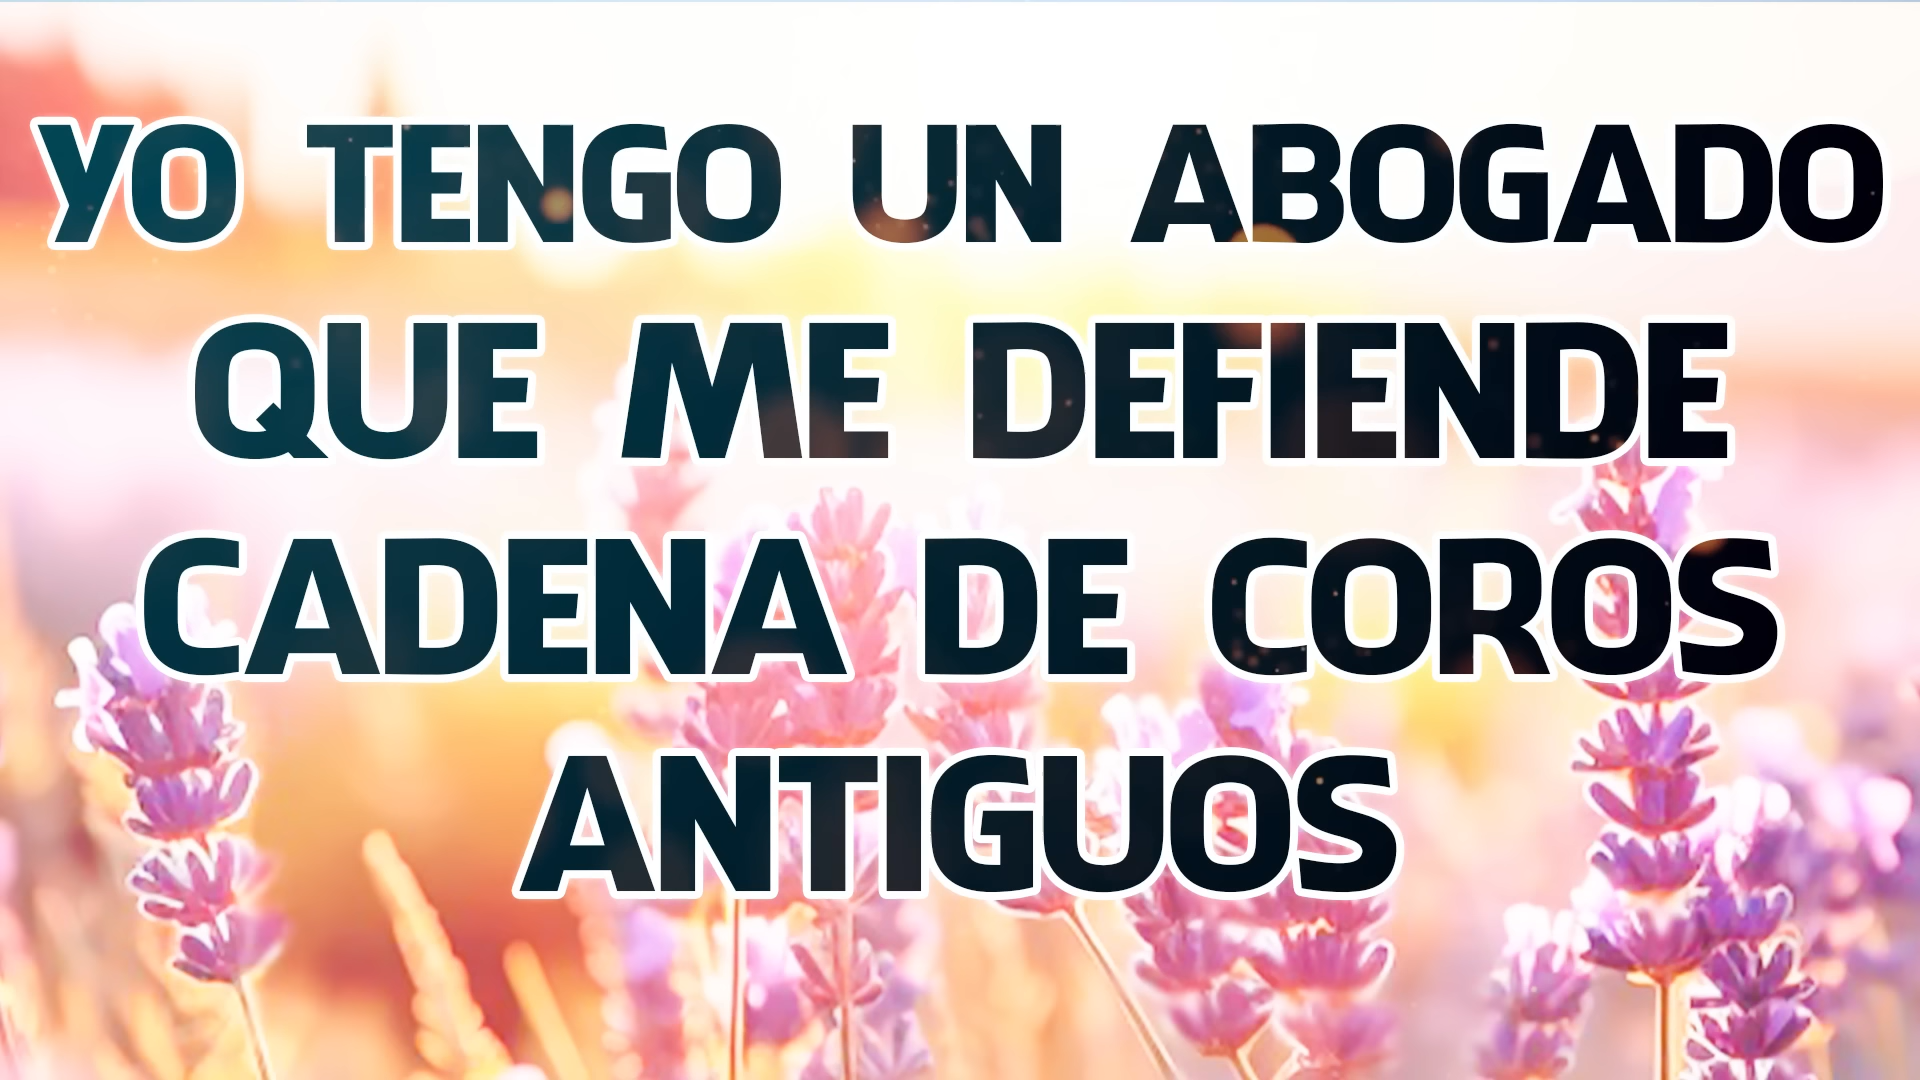 YO TENGO UN ABOGADO
QUE ME DEFIENDE
CADENA DE COROS
ANTIGUOS